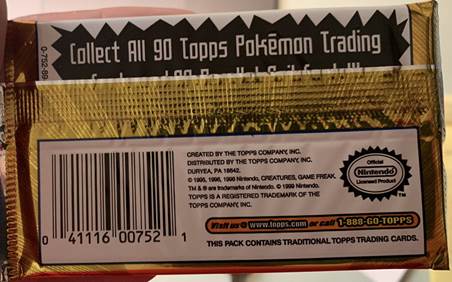 0-752-89
Collect All 90 Topps Pokémon Trading
CREATED BY THE TOPPS COMPANY, INC.
DISTRIBUTED BY THE TOPPS COMPANY, INC.
DURYEA, PA 18642.
© 1995, 1996, 1998 Nintendo, CREATURES, GAME FREAK.
TM & ® are trademarks of Nintendo. © 1999 Nintendo.
TOPPS IS A REGISTERED TRADEMARK OF THE
TOPPS COMPANY, INC.
Official
Nintendo
Licensed Product
TM
Visit us @ www.topps.com or call 1-888-GO-TOPPS
0 41116 00752 1
THIS PACK CONTAINS TRADITIONAL TOPPS TRADING CARDS.